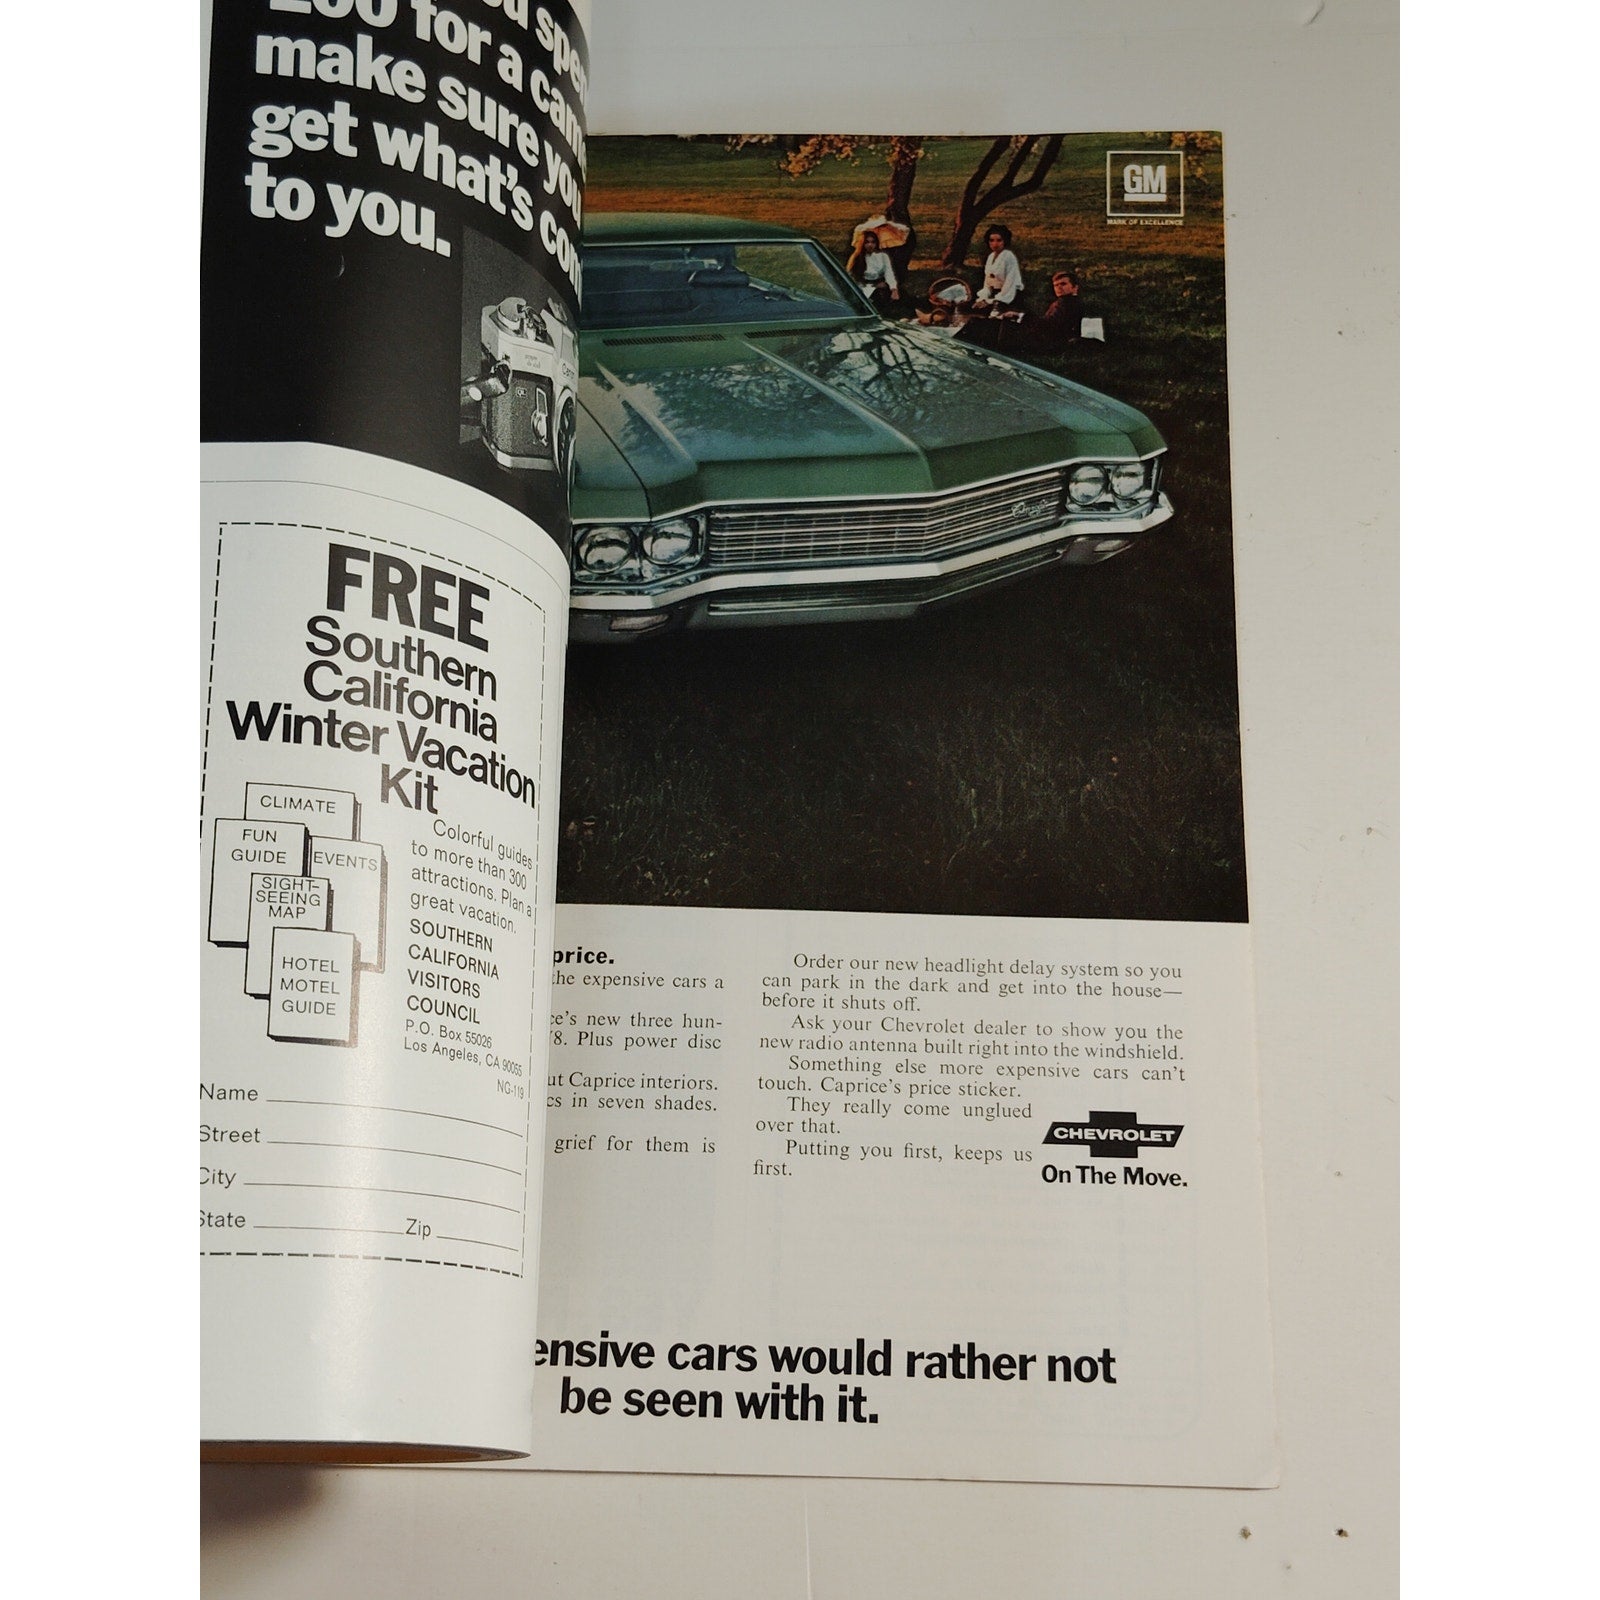 for a
make sure you
get what's
to you.
Canon
FREE
Southern
California
Winter Vacation
Kit
CLIMATE
FUN
GUIDE
EVENTS
SIGHT-
SEEING
MAP
HOTEL
MOTEL
GUIDE
Colorful guides
to more than 300
attractions. Plan a
great vacation.
SOUTHERN
CALIFORNIA
VISITORS
COUNCIL
P.O. Box 55026
Los Angeles, CA 90055
NG-119
Name
Street
City
State Zip
GM
MARK OF EXCELLENCE
Caprice
price.
the expensive cars a
ce's new three hun-
8. Plus power disc
ut Caprice interiors.
cs in seven shades.
grief for them is
Order our new headlight delay system so you
can park in the dark and get into the house—
before it shuts off.
Ask your Chevrolet dealer to show you the
new radio antenna built right into the windshield.
Something else more expensive cars can't
touch. Caprice's price sticker.
They really come unglued
over that.
Putting you first, keeps us
first.
CHEVROLET
On The Move.
ensive cars would rather not
be seen with it.